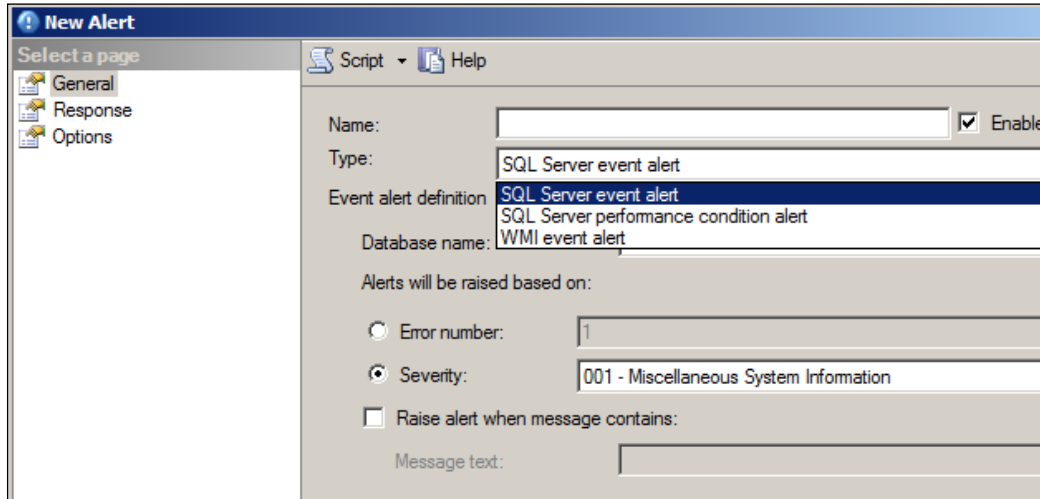 New Alert
Select a page
General
Response
Options
Script Help
Name:
Enable
Type: SQL Server event alert
Event alert definition
SQL Server event alert
SQL Server performance condition alert
WMI event alert
Database name:
Alerts will be raised based on:
Error number: 1
Severity: 001 - Miscellaneous System Information
Raise alert when message contains:
Message text: